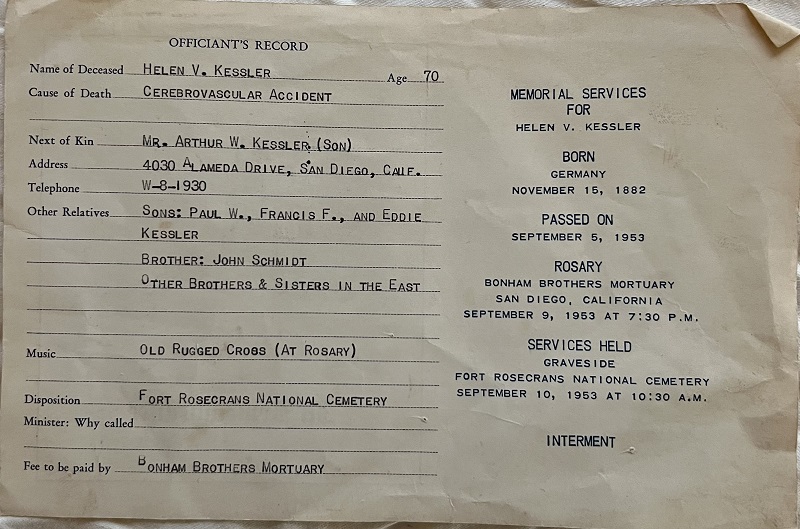 OFFICIANT'S RECORD
Name of Deceased HELEN V. KESSLER Age 70
Cause of Death CEREBROVASCULAR ACCIDENT
Next of Kin MR. ARTHUR W. KESSLER (SON)
Address 4030 ALAMEDA DRIVE, SAN DIEGO, CALIF.
Telephone W-8-1930
Other Relatives SONS: PAUL W., FRANCIS F., AND EDDIE
KESSLER
BROTHER: JOHN SCHMIDT
OTHER BROTHERS & SISTERS IN THE EAST
Music OLD RUGGED CROSS (AT ROSARY)
Disposition FORT ROSECRANS NATIONAL CEMETERY
Minister: Why called
Fee to be paid by BONHAM BROTHERS MORTUARY
MEMORIAL SERVICES
FOR
HELEN V. KESSLER
BORN
GERMANY
NOVEMBER 15, 1882
PASSED ON
SEPTEMBER 5, 1953
ROSARY
BONHAM BROTHERS MORTUARY
SAN DIEGO, CALIFORNIA
SEPTEMBER 9, 1953 AT 7:30 P.M.
SERVICES HELD
GRAVESIDE
FORT ROSECRANS NATIONAL CEMETERY
SEPTEMBER 10, 1953 AT 10:30 A.M.
INTERMENT